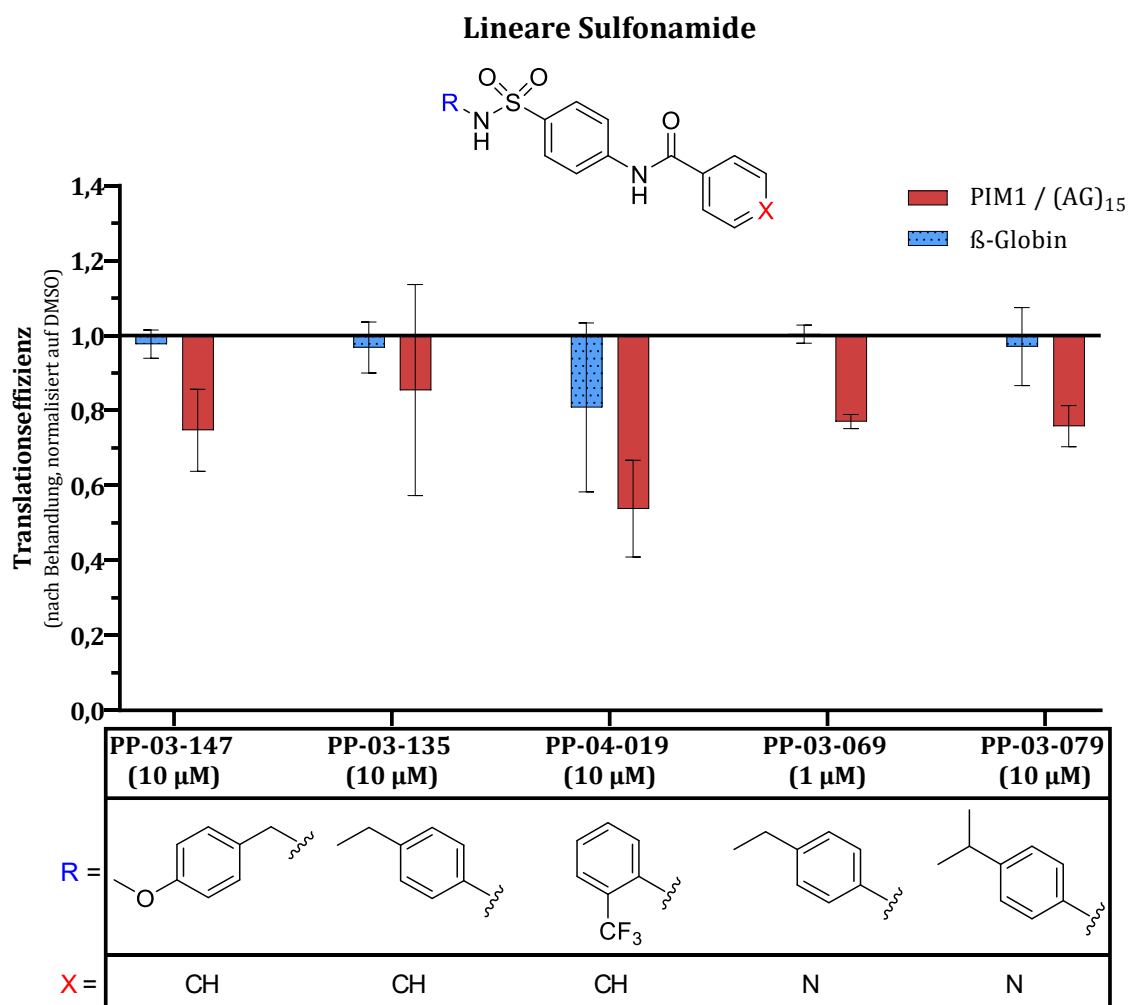 Lineare Sulfonamide
O O
R S
N
H
O
N
H
X
PIM1 / (AG)15
ß-Globin
Translationseffizienz
(nach Behandlung, normalisiert auf DMSO)
1,4
1,2
1,0
0,8
0,6
0,4
0,2
0,0
PP-03-147 PP-03-135 PP-04-019 PP-03-069 PP-03-079
(10 µM) (10 µM) (10 µM) (1 µM) (10 µM)
R =
O
CF3
X = CH CH CH N N